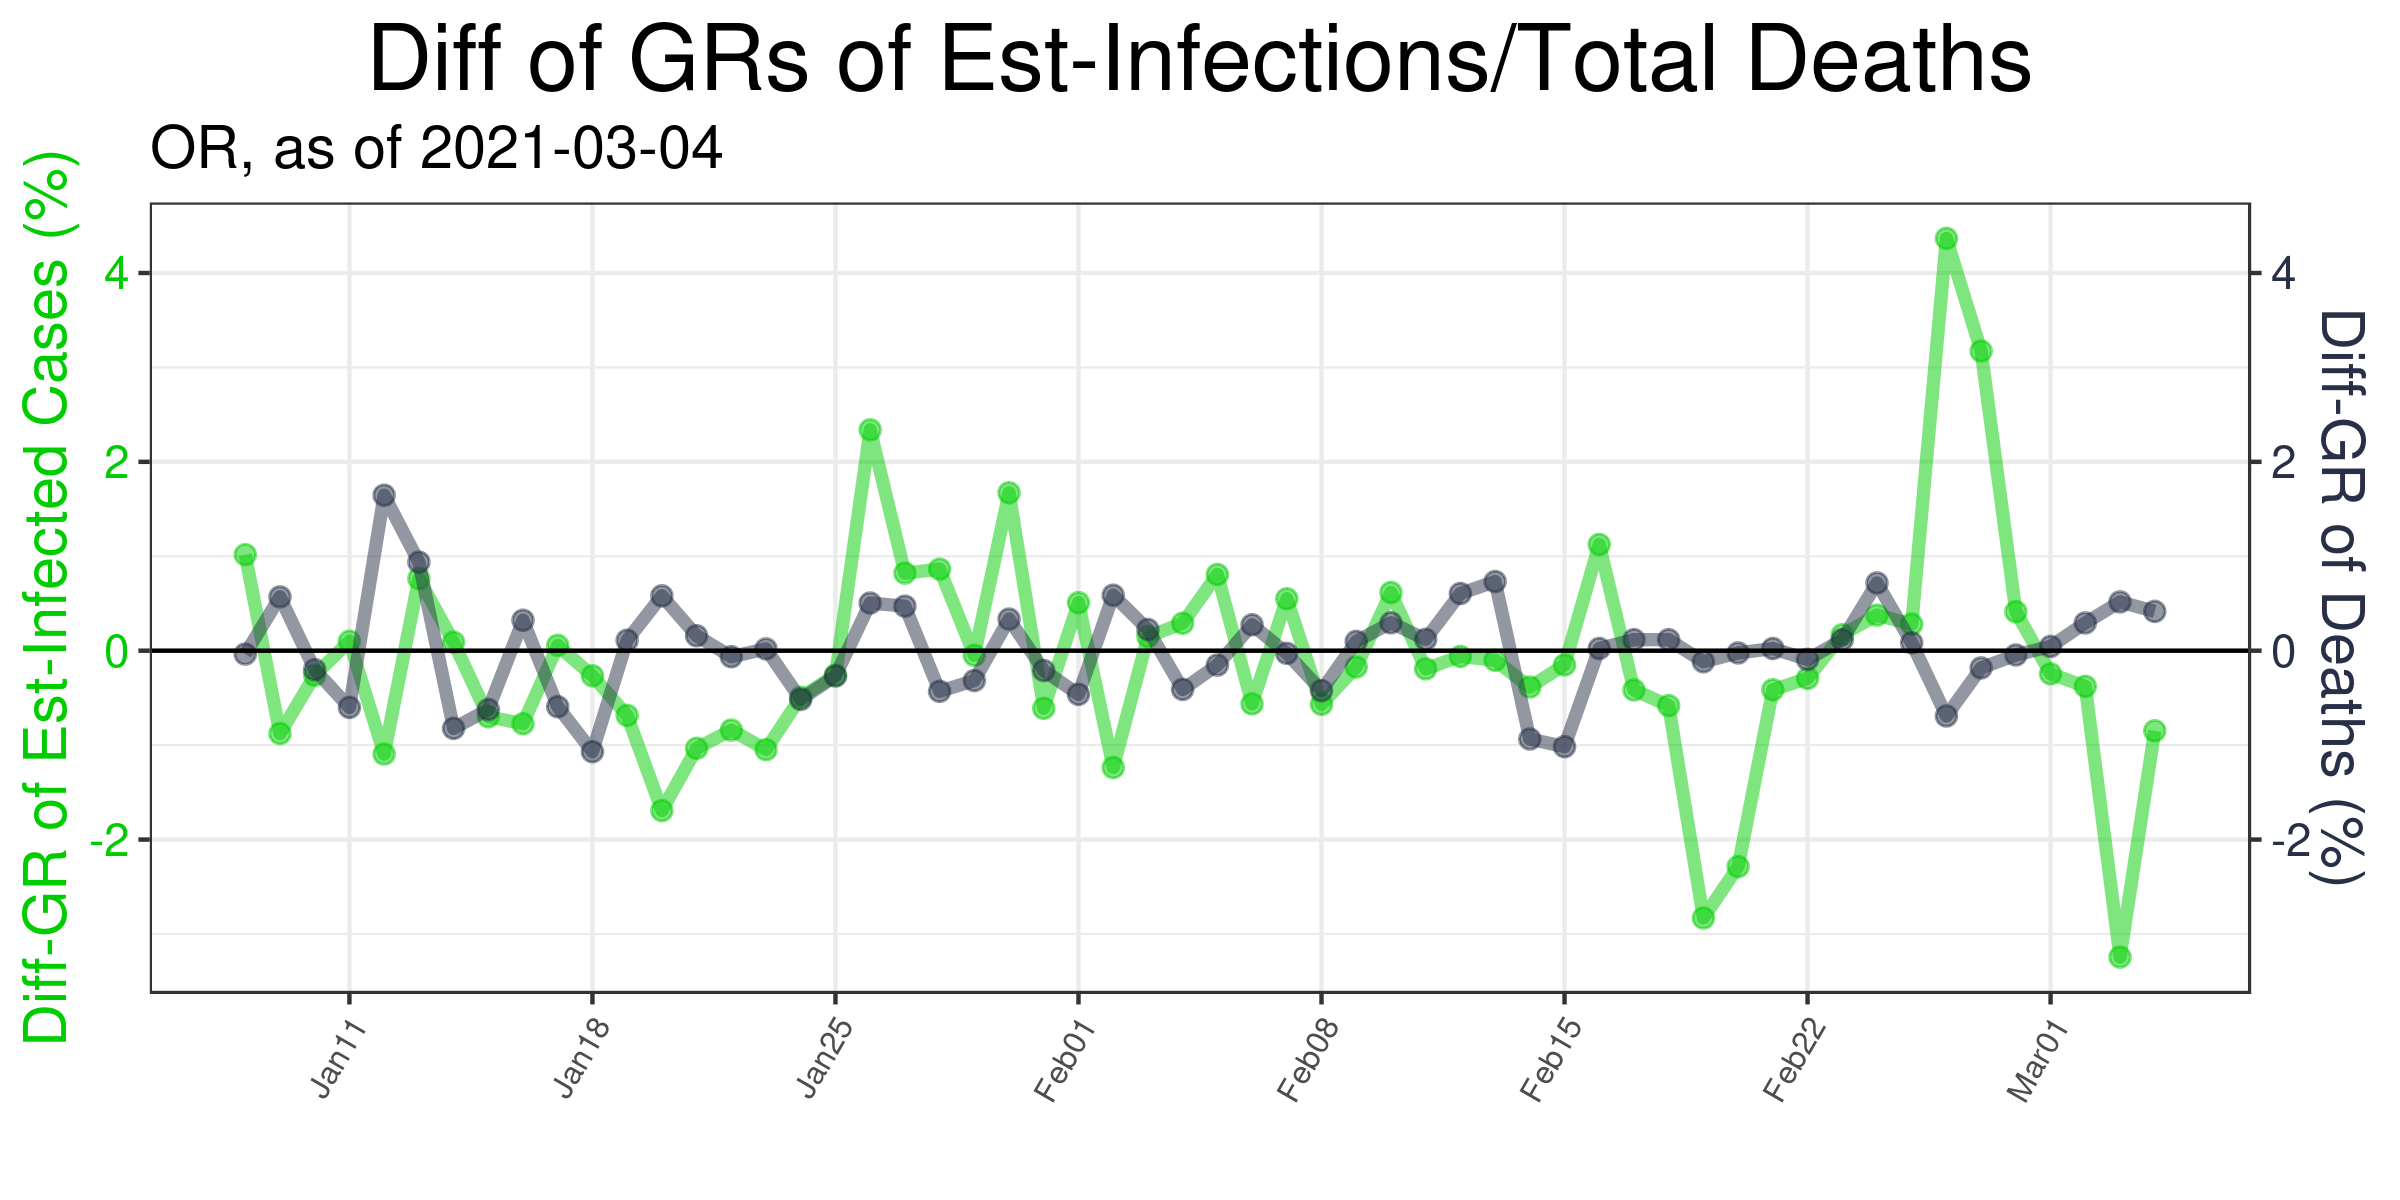 Diff of GRs of Est-Infections/Total Deaths
OR, as of 2021-03-04
Diff-GR of Est-Infected Cases (%)
4
2
0
-2
4
2
0
-2
Diff-GR of Deaths (%)
Jan11
Jan18
Jan25
Feb01
Feb08
Feb15
Feb22
Mar01